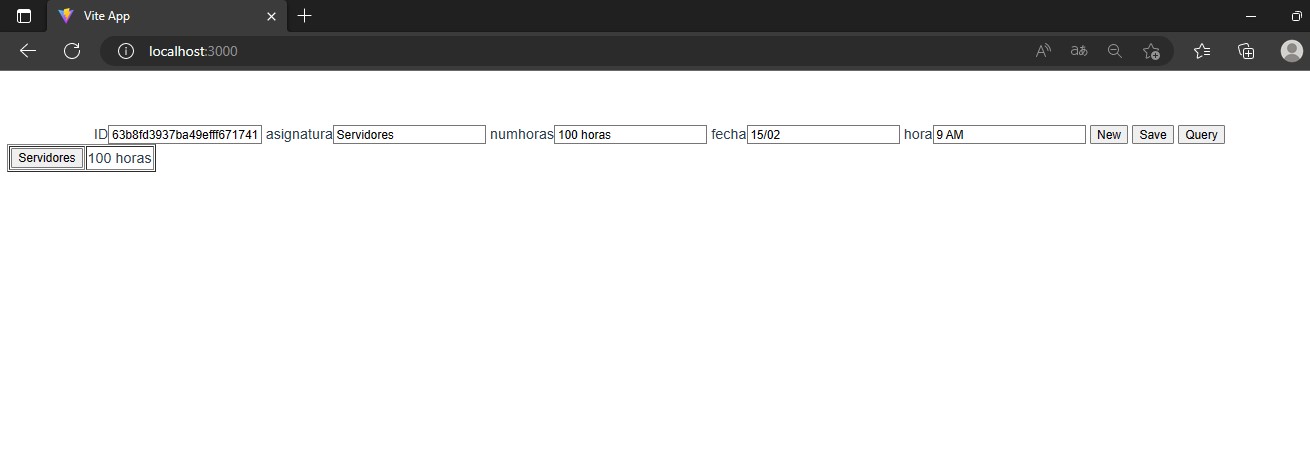 Vite App
localhost:3000
ID 63b8fd3937ba49efff671741 asignatura Servidores numhoras 100 horas fecha 15/02 hora 9 AM New Save Query
Servidores 100 horas